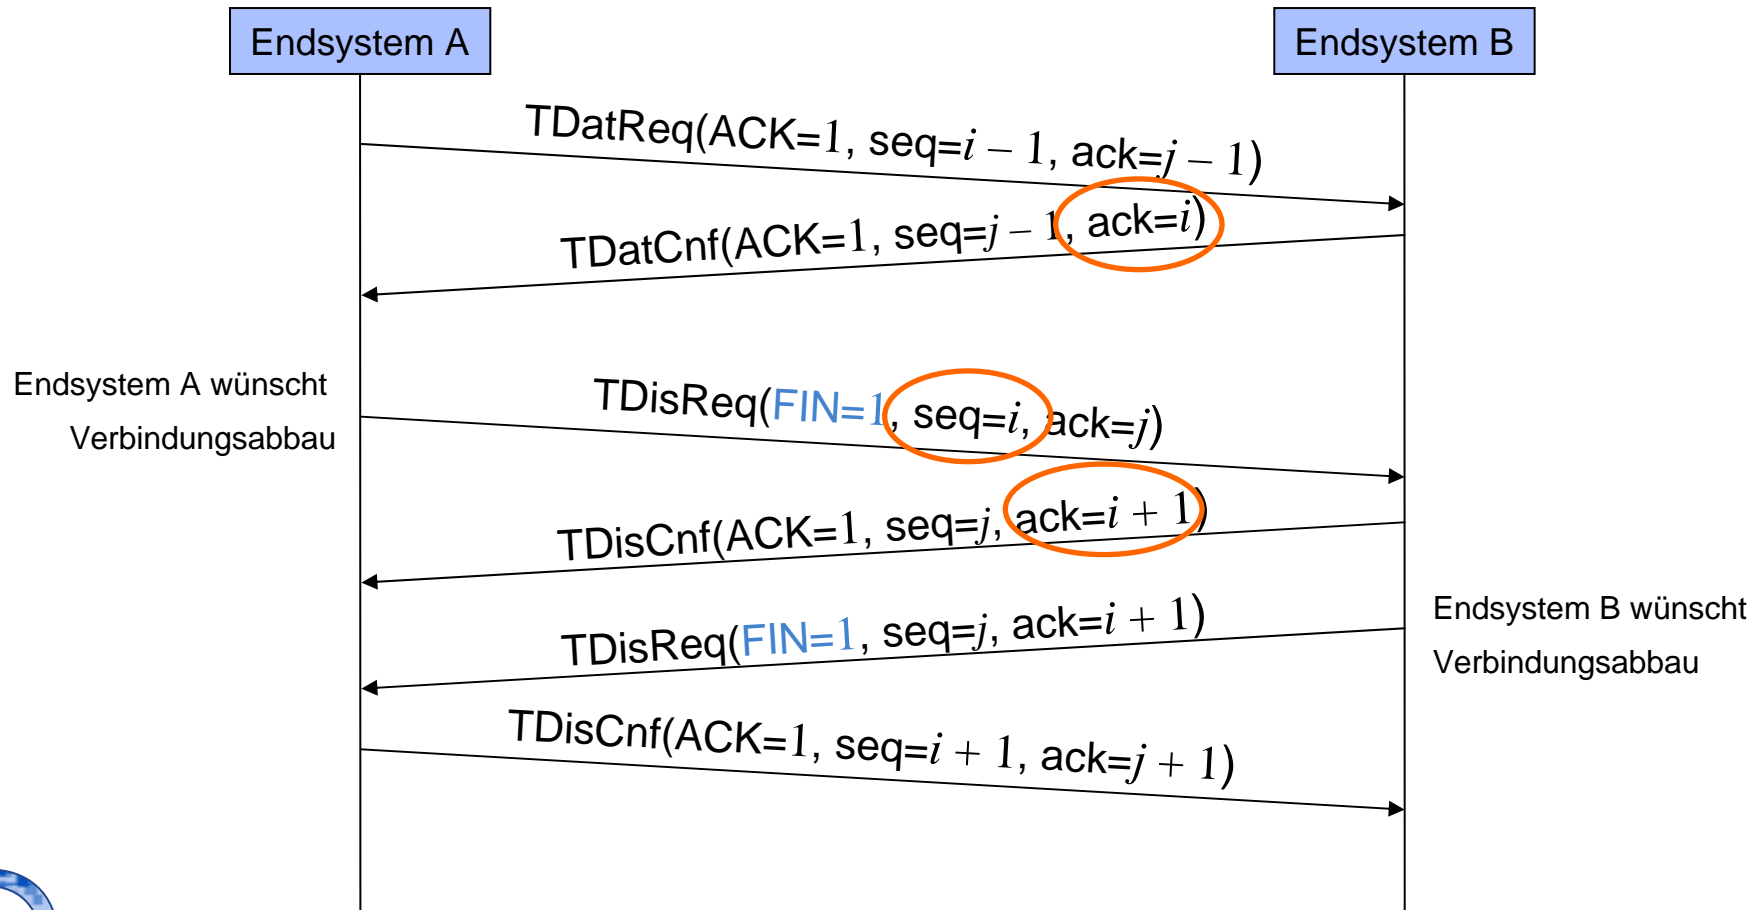 Endsystem A
Endsystem B
TDatReq(ACK=1, seq=i – 1, ack=j – 1)
TDatCnf(ACK=1, seq=j – 1, ack=i)
Endsystem A wünscht
Verbindungsabbau
TDisReq(FIN=1, seq=i, ack=j)
TDisCnf(ACK=1, seq=j, ack=i + 1)
TDisReq(FIN=1, seq=j, ack=i + 1)
Endsystem B wünscht
Verbindungsabbau
TDisCnf(ACK=1, seq=i + 1, ack=j + 1)